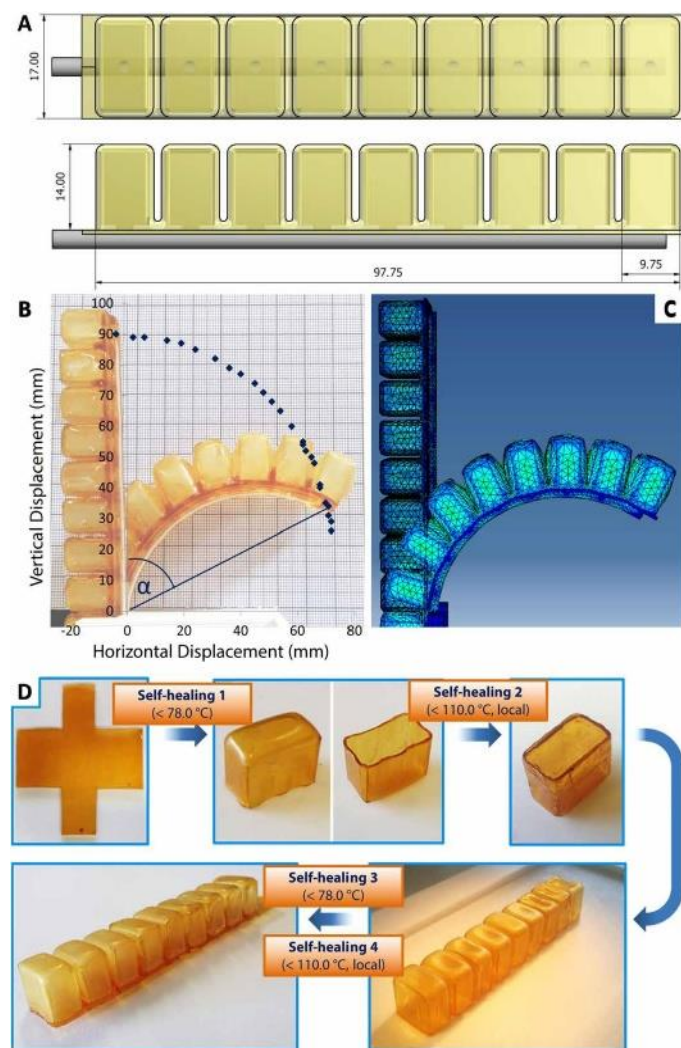 A
17.00
14.00
97.75
9.75
B
Vertical Displacement (mm)
100
90
80
70
60
50
40
30
20
10
0
α
-20
0
20
40
60
80
Horizontal Displacement (mm)
C
D
Self-healing 1
(< 78.0 °C)
Self-healing 2
(< 110.0 °C, local)
Self-healing 3
(< 78.0 °C)
Self-healing 4
(< 110.0 °C, local)